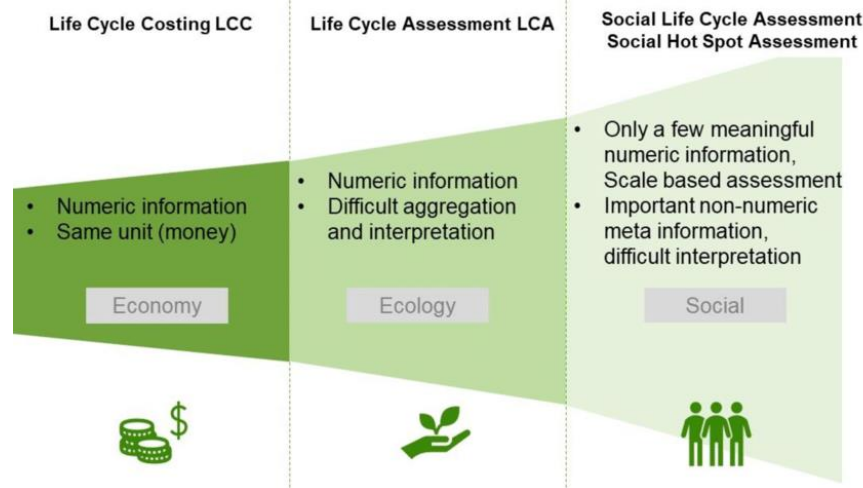 Life Cycle Costing LCC
Life Cycle Assessment LCA
Social Life Cycle Assessment
Social Hot Spot Assessment
• Numeric information
• Same unit (money)
Economy
• Numeric information
• Difficult aggregation
and interpretation
Ecology
• Only a few meaningful
numeric information,
Scale based assessment
• Important non-numeric
meta information,
difficult interpretation
Social
$